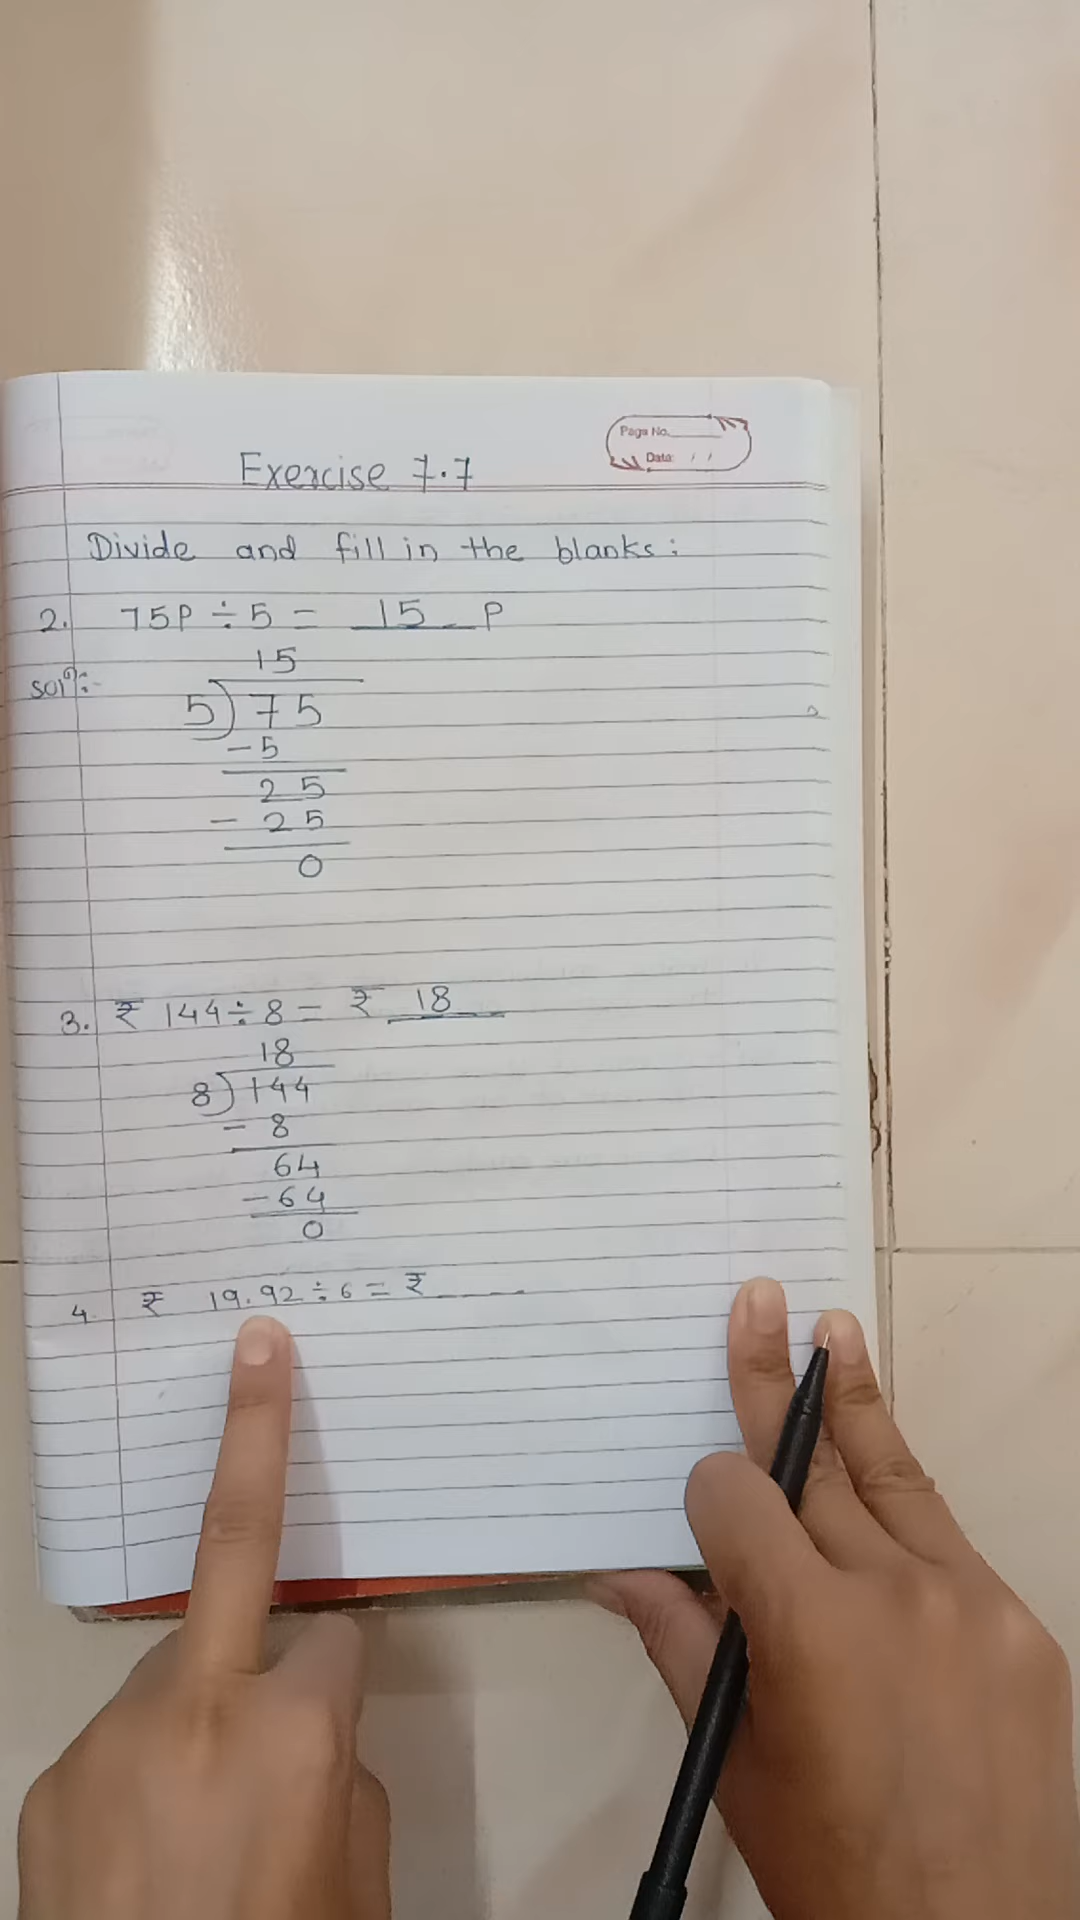 Page No.
Date: / /
Exercise 7.7
Divide and fill in the blanks:
2. 75P ÷ 5 = 15 P
15
Solⁿ:-
5) 75
-5
25
- 25
0
3. ₹ 144 ÷ 8 = ₹ 18
18
8) 144
- 8
64
-64
0
4. ₹ 19.92 ÷ 6 = ₹ ____